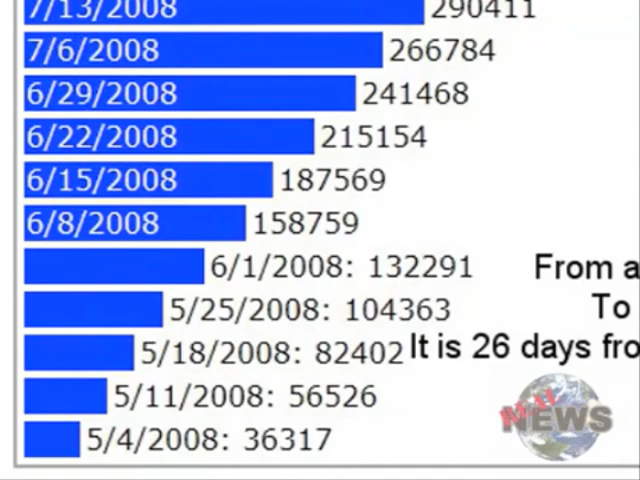 7/13/2008 290411
7/6/2008 266784
6/29/2008 241468
6/22/2008 215154
6/15/2008 187569
6/8/2008 158759
6/1/2008: 132291
5/25/2008: 104363
5/18/2008: 82402
5/11/2008: 56526
5/4/2008: 36317
From a
To
It is 26 days fro
REAL
NEWS